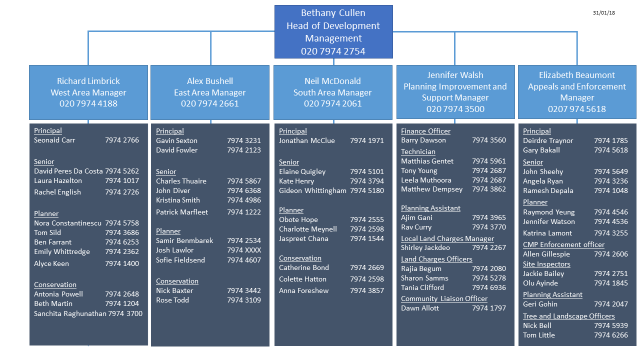 31/01/18
Bethany Cullen
Head of Development
Management
020 7974 2754
Richard Limbrick
West Area Manager
020 7974 4188
Principal
Seonaid Carr 7974 2766
Senior
David Peres Da Costa 7974 5262
Laura Hazelton 7974 1017
Rachel English 7974 2726
Planner
Nora Constantinescu 7974 5758
Tom Sild 7974 3686
Ben Farrant 7974 6253
Emily Whittredge 7974 2362
Alyce Keen 7974 1400
Conservation
Antonia Powell 7974 2648
Beth Martin 7974 1204
Sanchita Raghunathan 7974 3700
Alex Bushell
East Area Manager
020 7974 2661
Principal
Gavin Sexton 7974 3231
David Fowler 7974 2123
Senior
Charles Thuaire 7974 5867
John Diver 7974 6368
Kristina Smith 7974 4986
Patrick Marfleet 7974 1222
Planner
Samir Benmbarek 7974 2534
Josh Lawlor 7974 XXXX
Sofie Fieldsend 7974 4607
Conservation
Nick Baxter 7974 3442
Rose Todd 7974 3109
Neil McDonald
South Area Manager
020 7974 2061
Principal
Jonathan McClue 7974 1971
Senior
Elaine Quigley 7974 5101
Kate Henry 7974 3794
Gideon Whittingham 7974 5180
Planner
Obote Hope 7974 2555
Charlotte Meynell 7974 2598
Jaspreet Chana 7974 1544
Conservation
Catherine Bond 7974 2669
Colette Hatton 7974 2598
Anna Foreshew 7974 3857
Jennifer Walsh
Planning Improvement and
Support Manager
020 7974 3500
Finance Officer
Barry Dawson 7974 3560
Technician
Matthias Gentet 7974 5961
Tony Young 7974 2687
Leela Muthoora 7974 2687
Matthew Dempsey 7974 3862
Planning Assistant
Ajim Gani 7974 3965
Rav Curry 7974 3770
Local Land Charges Manager
Shirley Jackdeo 7974 2267
Land Charges Officers
Rajia Begum 7974 2080
Sharon Samms 7974 5278
Tania Clifford 7974 6936
Community Liaison Officer
Dawn Allott 7974 1797
Elizabeth Beaumont
Appeals and Enforcement
Manager
0207 974 5618
Principal
Deirdre Traynor 7974 1785
Gary Bakall 7974 5618
Senior
John Sheehy 7974 5649
Angela Ryan 7974 3236
Ramesh Depala 7974 1048
Planner
Raymond Yeung 7974 4546
Jennifer Watson 7974 4536
Katrina Lamont 7974 3255
CMP Enforcement officer
Allen Gillespie 7974 2606
Site Inspectors
Jackie Bailey 7974 2751
Olu Ayinde 7974 1845
Planning Assistant
Geri Gohin 7974 2047
Tree and Landscape Officers
Nick Bell 7974 5939
Tom Little 7974 6266